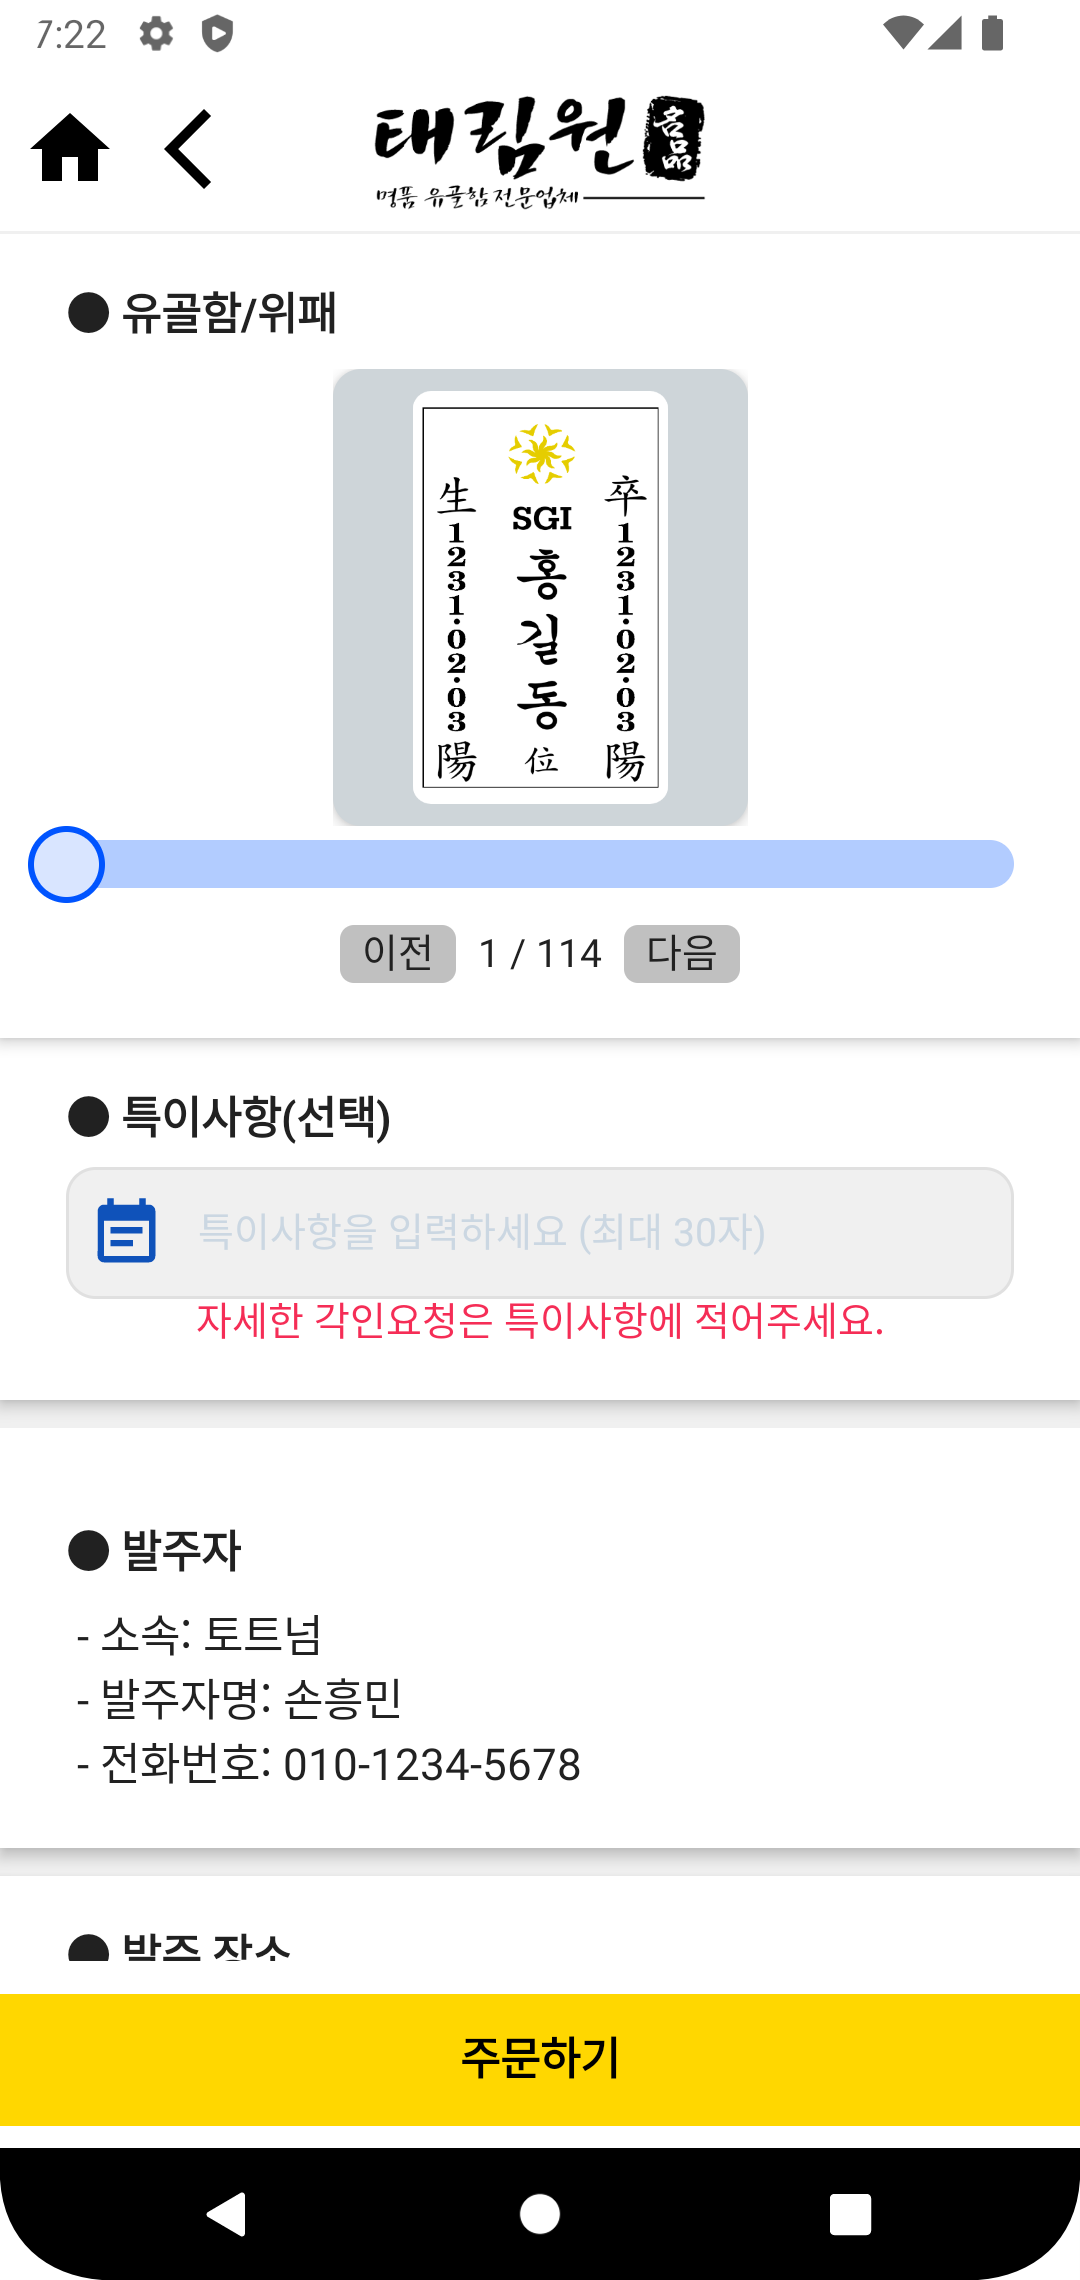 7:22
태림원 名品
명품 유골함 전문업체
● 유골함/위패
SGI
生 1231·02·03 陽
홍길동 位
卒 1231·02·03 陽
이전 1 / 114 다음
● 특이사항(선택)
특이사항을 입력하세요 (최대 30자)
자세한 각인요청은 특이사항에 적어주세요.
● 발주자
- 소속: 토트넘
- 발주자명: 손흥민
- 전화번호: 010-1234-5678
● 발주 장소
주문하기